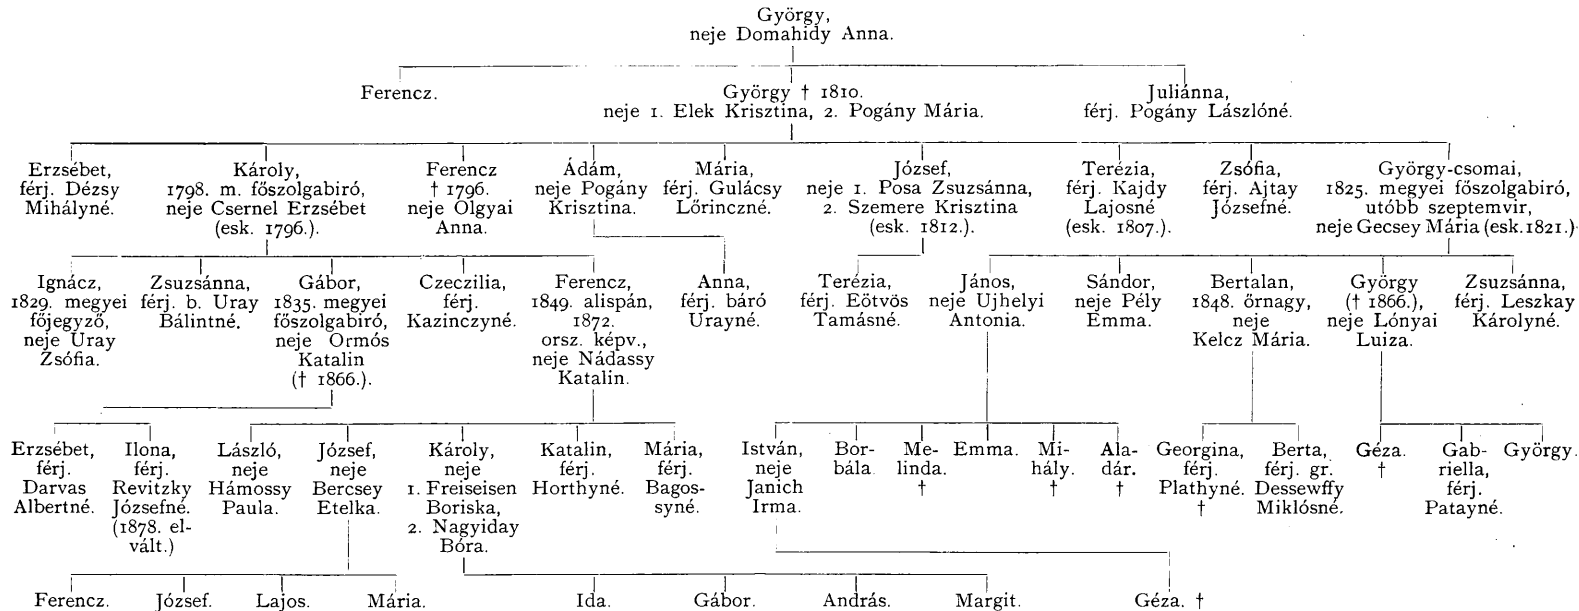 György,
neje Domahidy Anna.
Ferencz.
György † 1810.
neje 1. Elek Krisztina, 2. Pogány Mária.
Juliánna,
férj. Pogány Lászlóné.
Erzsébet,
férj. Dézsy
Mihályné.
Károly,
1798. m. főszolgabiró,
neje Csernel Erzsébet
(esk. 1796.).
Ferencz
† 1796.
neje Olgyai
Anna.
Ádám,
neje Pogány
Krisztina.
Mária,
férj. Gulácsy
Lőrinczné.
József,
neje 1. Posa Zsuzsánna,
2. Szemere Krisztina
(esk. 1812.).
Terézia,
férj. Kajdy
Lajosné
(esk. 1807.).
Zsófia,
férj. Ajtay
Józsefné.
György-csomai,
1825. megyei főszolgabiró,
utóbb szeptemvir,
neje Gecsey Mária (esk.1821.)
Ignácz,
1829. megyei
főjegyző,
neje Uray
Zsófia.
Zsuzsánna,
férj. b. Uray
Bálintné.
Gábor,
1835. megyei
főszolgabiró,
neje Ormós
Katalin
(† 1866.).
Czeczilia,
férj.
Kazinczyné.
Ferencz,
1849. alispán,
1872.
orsz. képv.,
neje Nádassy
Katalin.
Anna,
férj. báró
Urayné.
Terézia,
férj. Eötvös
Tamásné.
János,
neje Ujhelyi
Antonia.
Sándor,
neje Pély
Emma.
Bertalan,
1848. őrnagy,
neje
Kelcz Mária.
György
(† 1866.),
neje Lónyai
Luiza.
Zsuzsánna,
férj. Leszkay
Károlyné.
Erzsébet,
férj.
Darvas
Albertné.
Ilona,
férj.
Revitzky
Józsefné.
(1878. el-
vált.)
László,
neje
Hámossy
Paula.
József,
neje
Bercsey
Etelka.
Károly,
neje
1. Freiseisen
Boriska,
2. Nagyiday
Bóra.
Katalin,
férj.
Horthyné.
Mária,
férj.
Bagos-
syné.
István,
neje
Janich
Irma.
Bor-
bála.
Me-
linda.
†
Emma.
Mi-
hály.
†
Ala-
dár.
†
Georgina,
férj.
Plathyné.
†
Berta,
férj. gr.
Dessewffy
Miklósné.
Géza.
†
Gab-
riella,
férj.
Patayné.
György.
Ferencz.
József.
Lajos.
Mária.
Ida.
Gábor.
András.
Margit.
Géza. †